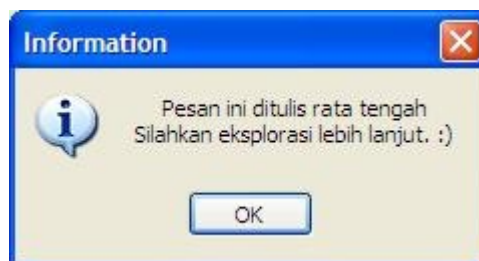 Information
Pesan ini ditulis rata tengah
Silahkan eksplorasi lebih lanjut. :)
OK